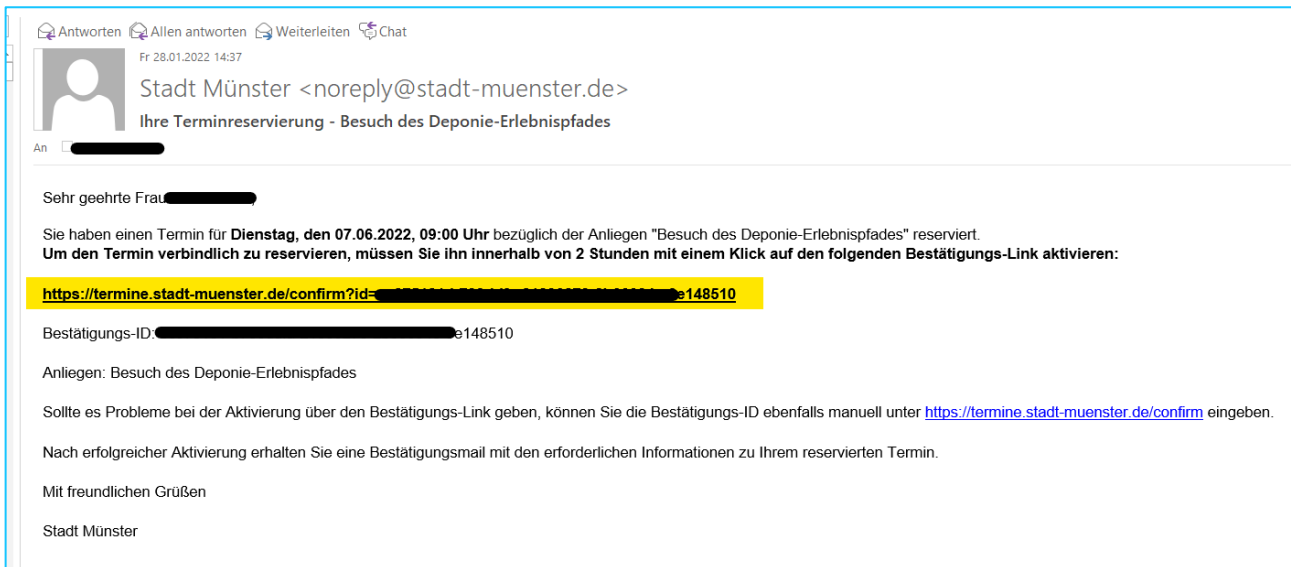 Antworten Allen antworten Weiterleiten Chat
Fr 28.01.2022 14:37
Stadt Münster <noreply@stadt-muenster.de>
Ihre Terminreservierung - Besuch des Deponie-Erlebnispfades
An
Sehr geehrte Frau
Sie haben einen Termin für Dienstag, den 07.06.2022, 09:00 Uhr bezüglich der Anliegen "Besuch des Deponie-Erlebnispfades" reserviert.
Um den Termin verbindlich zu reservieren, müssen Sie ihn innerhalb von 2 Stunden mit einem Klick auf den folgenden Bestätigungs-Link aktivieren:
https://termine.stadt-muenster.de/confirm?id= e148510
Bestätigungs-ID: e148510
Anliegen: Besuch des Deponie-Erlebnispfades
Sollte es Probleme bei der Aktivierung über den Bestätigungs-Link geben, können Sie die Bestätigungs-ID ebenfalls manuell unter https://termine.stadt-muenster.de/confirm eingeben.
Nach erfolgreicher Aktivierung erhalten Sie eine Bestätigungsmail mit den erforderlichen Informationen zu Ihrem reservierten Termin.
Mit freundlichen Grüßen
Stadt Münster